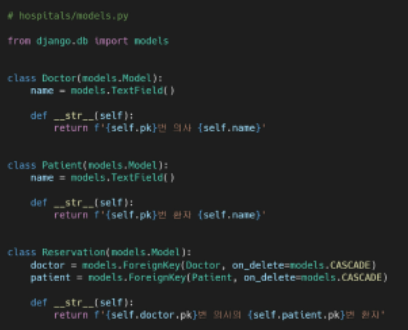 # hospitals/models.py
from django.db import models
class Doctor(models.Model):
name = models.TextField()
def __str__(self):
return f'{self.pk}번 의사 {self.name}'
class Patient(models.Model):
name = models.TextField()
def __str__(self):
return f'{self.pk}번 환자 {self.name}'
class Reservation(models.Model):
doctor = models.ForeignKey(Doctor, on_delete=models.CASCADE)
patient = models.ForeignKey(Patient, on_delete=models.CASCADE)
def __str__(self):
return f'{self.doctor.pk}번 의사의 {self.patient.pk}번 환자'